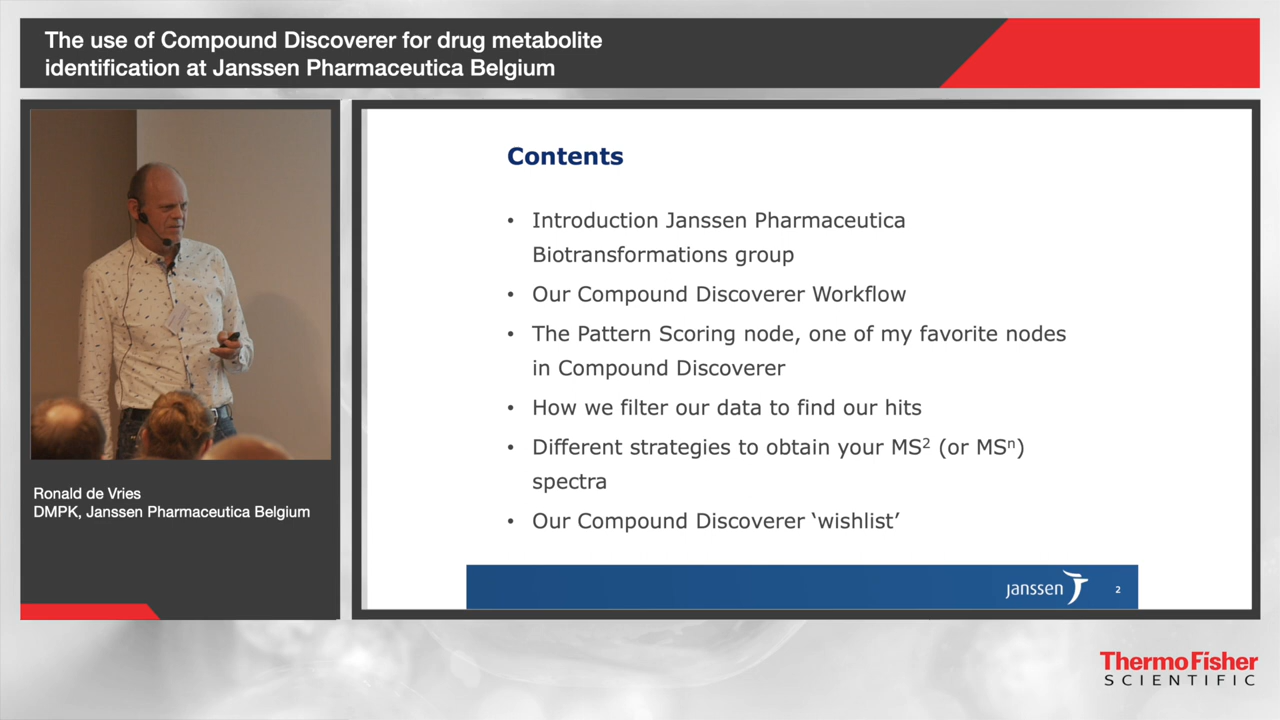 The use of Compound Discoverer for drug metabolite
identification at Janssen Pharmaceutica Belgium
Ronald de Vries
DMPK, Janssen Pharmaceutica Belgium
Contents
• Introduction Janssen Pharmaceutica
Biotransformations group
• Our Compound Discoverer Workflow
• The Pattern Scoring node, one of my favorite nodes
in Compound Discoverer
• How we filter our data to find our hits
• Different strategies to obtain your MS² (or MSⁿ)
spectra
• Our Compound Discoverer ‘wishlist’
janssen
2
ThermoFisher
SCIENTIFIC